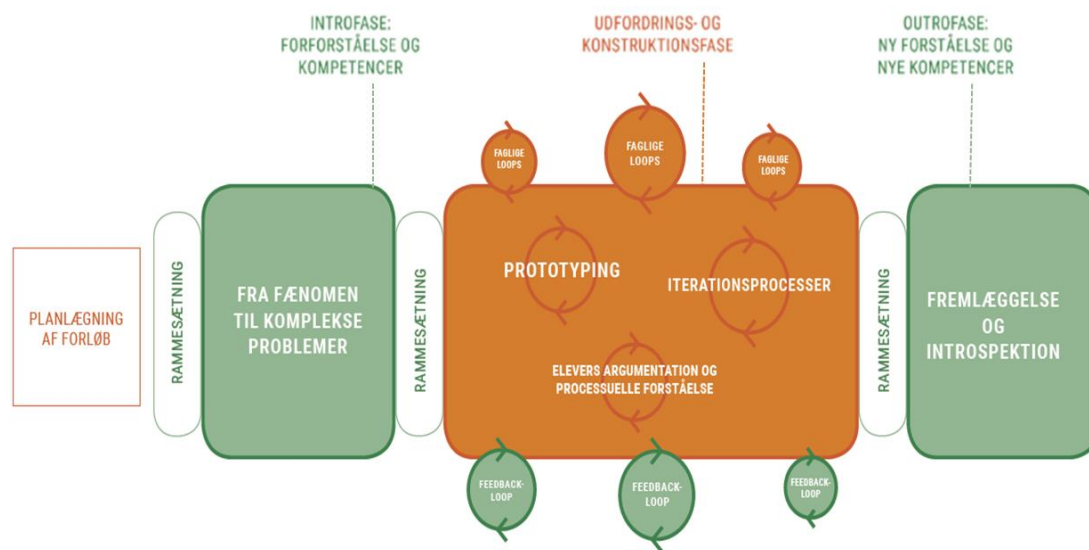 INTROFASE:
FORFORSTÅELSE OG
KOMPETENCER
UDFORDRINGS- OG
KONSTRUKTIONSFASE
OUTROFASE:
NY FORSTÅELSE OG
NYE KOMPETENCER
FAGLIGE
LOOPS
FAGLIGE
LOOPS
FAGLIGE
LOOPS
PLANLÆGNING
AF FORLØB
RAMMESÆTNING
FRA FÆNOMEN
TIL KOMPLEKSE
PROBLEMER
RAMMESÆTNING
PROTOTYPING
ITERATIONSPROCESSER
ELEVERS ARGUMENTATION OG
PROCESSUELLE FORSTÅELSE
RAMMESÆTNING
FREMLÆGGELSE
OG
INTROSPEKTION
FEEDBACK-
LOOP
FEEDBACK-
LOOP
FEEDBACK-
LOOP